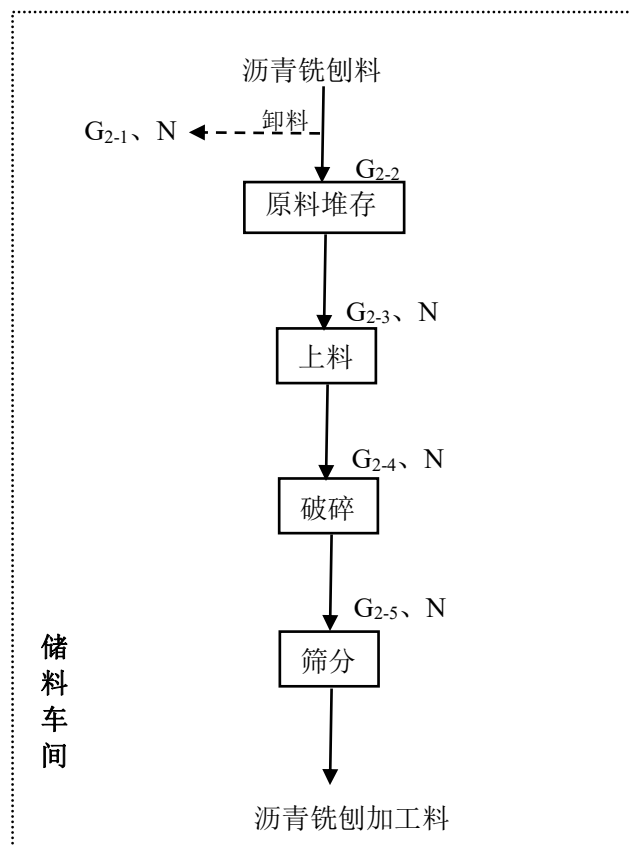 沥青铣刨料
卸料
G2-1、N
G2-2
原料堆存
G2-3、N
上料
G2-4、N
破碎
G2-5、N
筛分
储料车间
沥青铣刨加工料